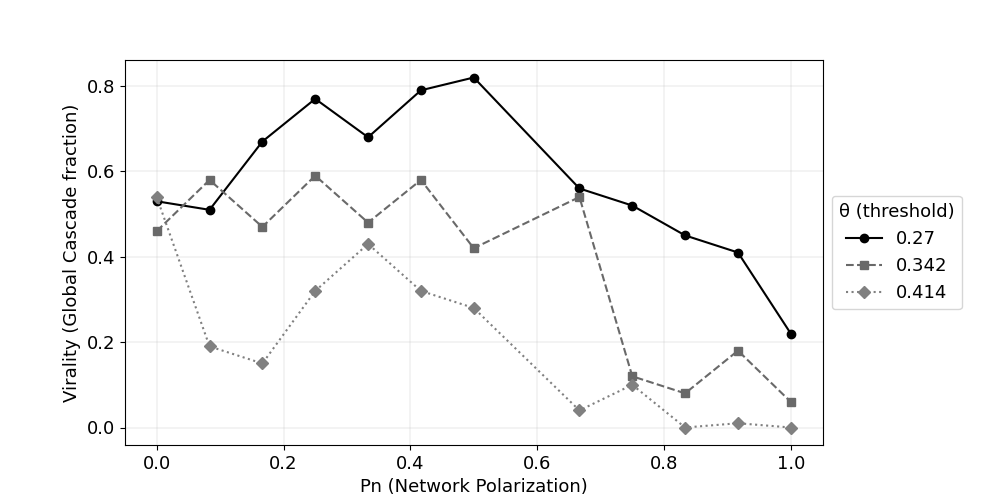 Virality (Global Cascade fraction)
0.8
0.6
0.4
0.2
0.0
0.0 0.2 0.4 0.6 0.8 1.0
Pn (Network Polarization)
θ (threshold)
0.27
0.342
0.414